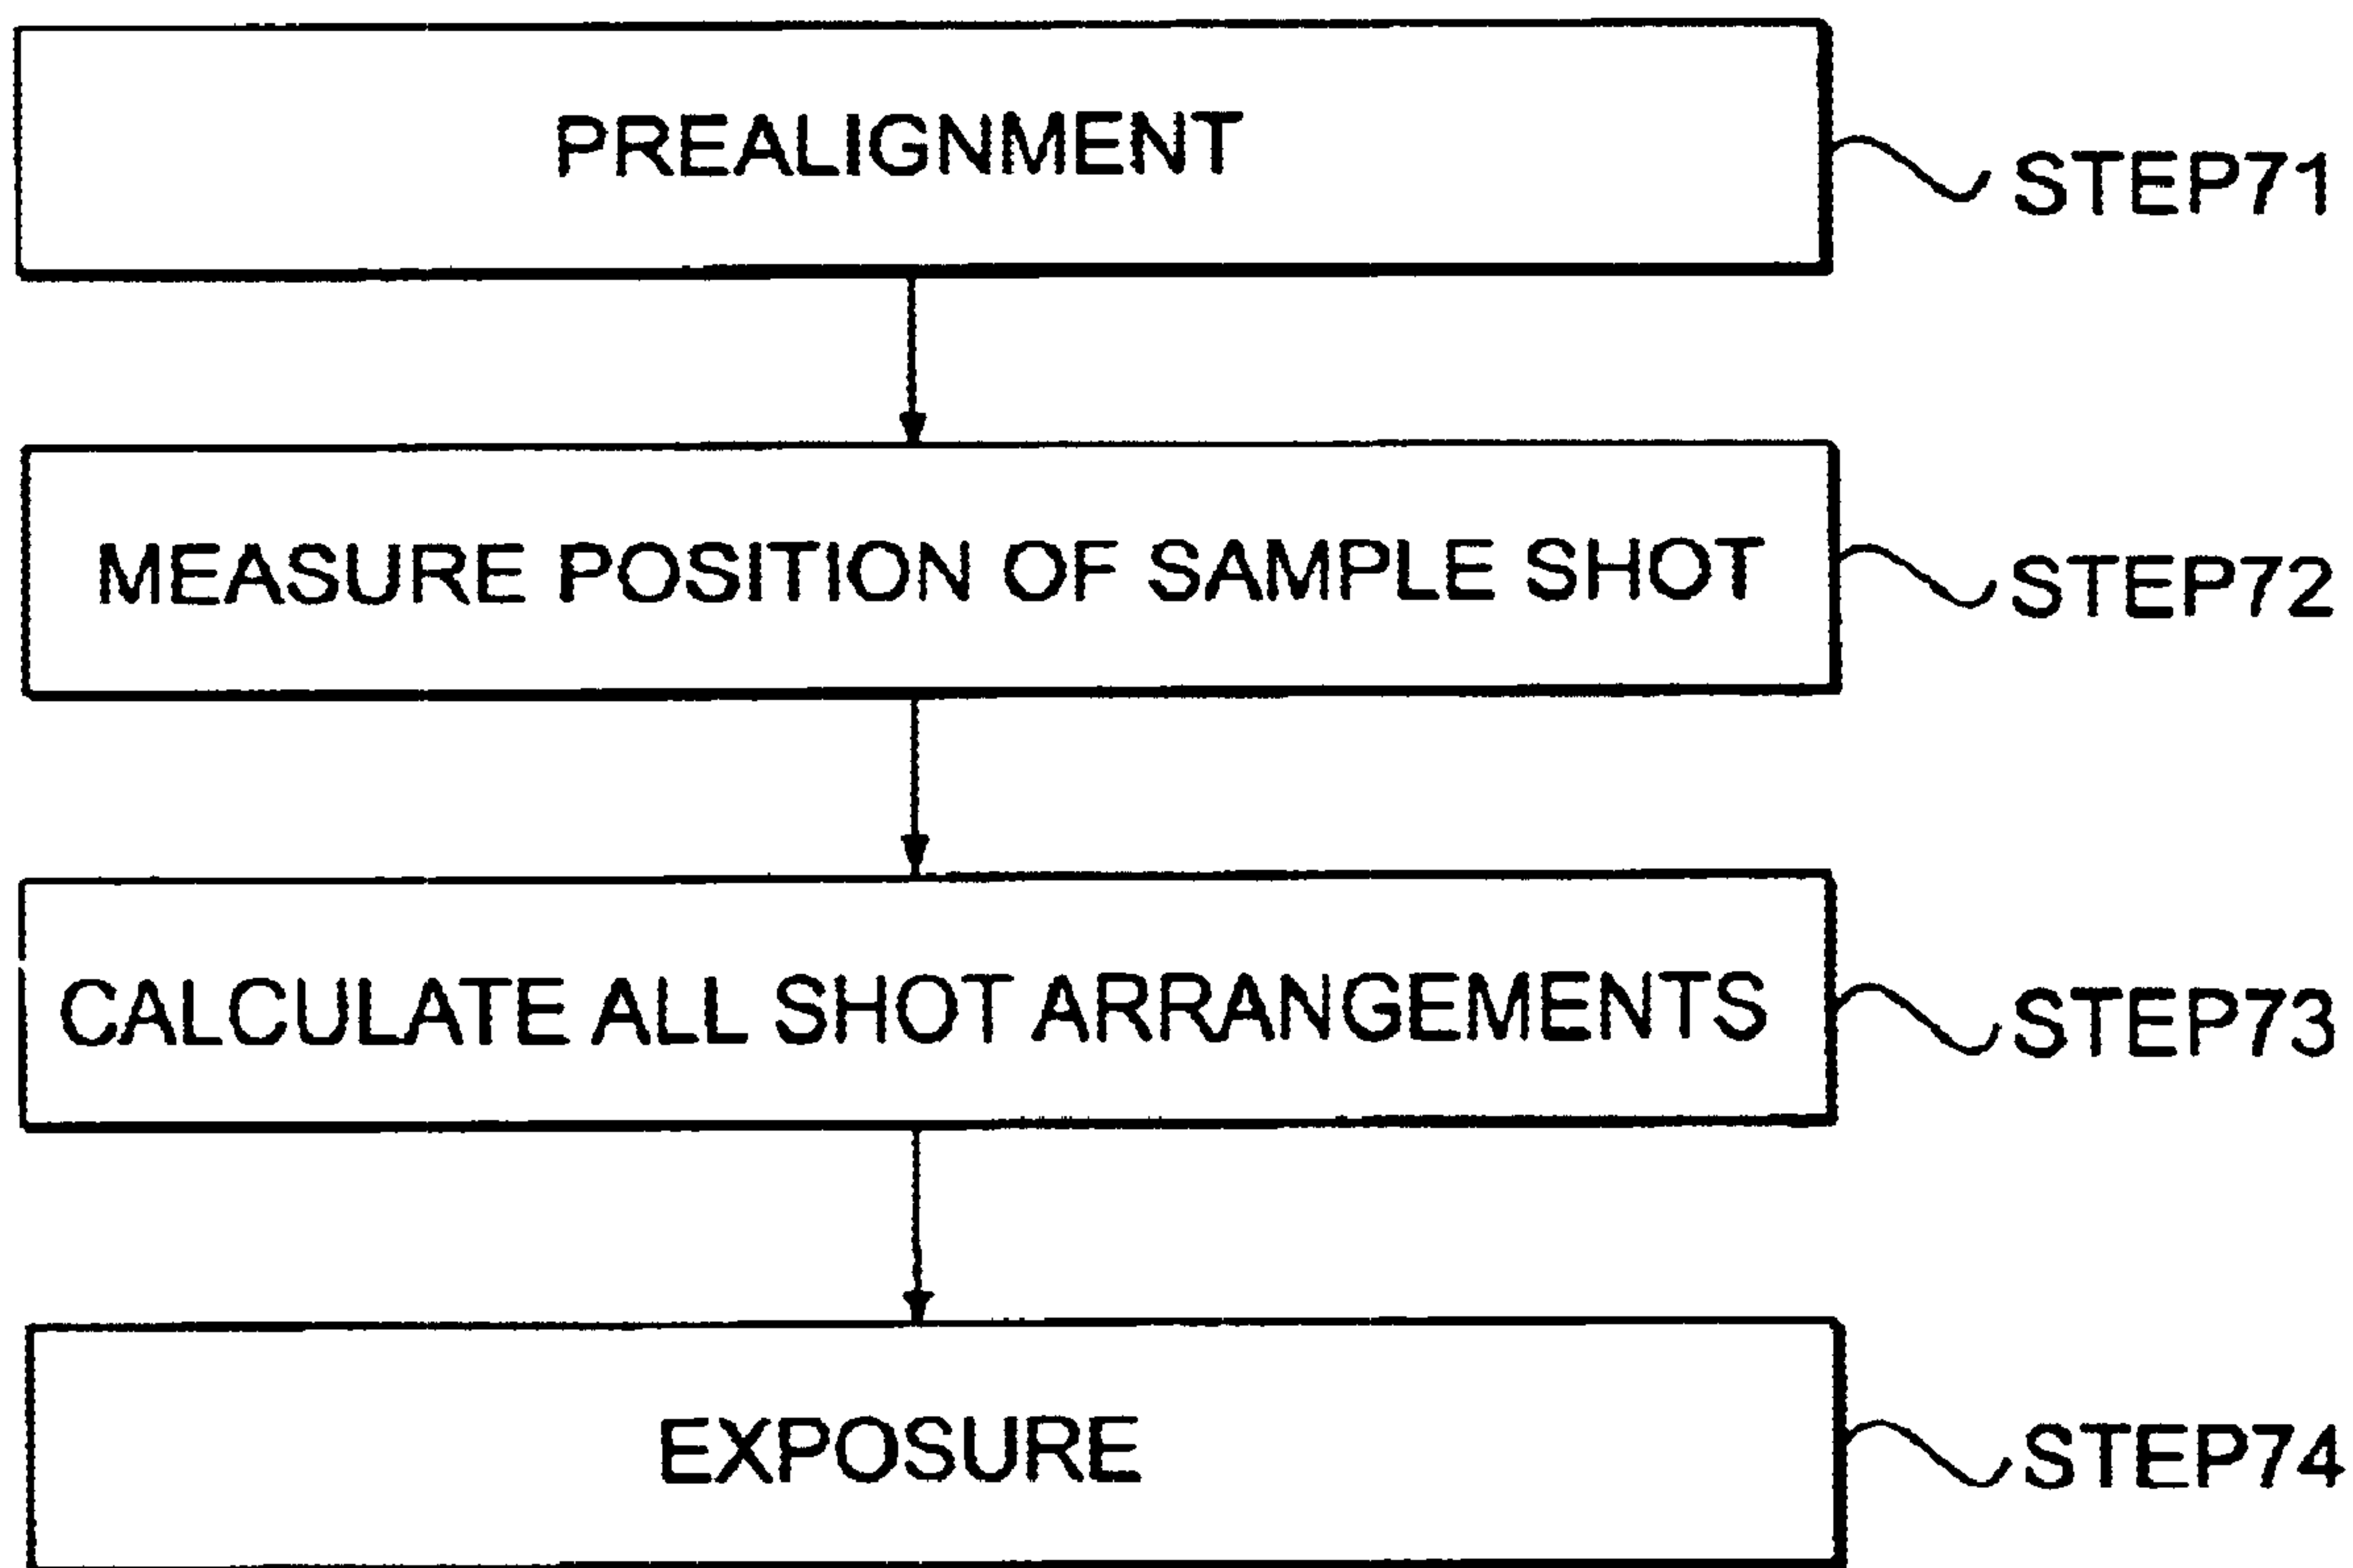 PREALIGNMENT
STEP71
MEASURE POSITION OF SAMPLE SHOT
STEP72
CALCULATE ALL SHOT ARRANGEMENTS
STEP73
EXPOSURE
STEP74